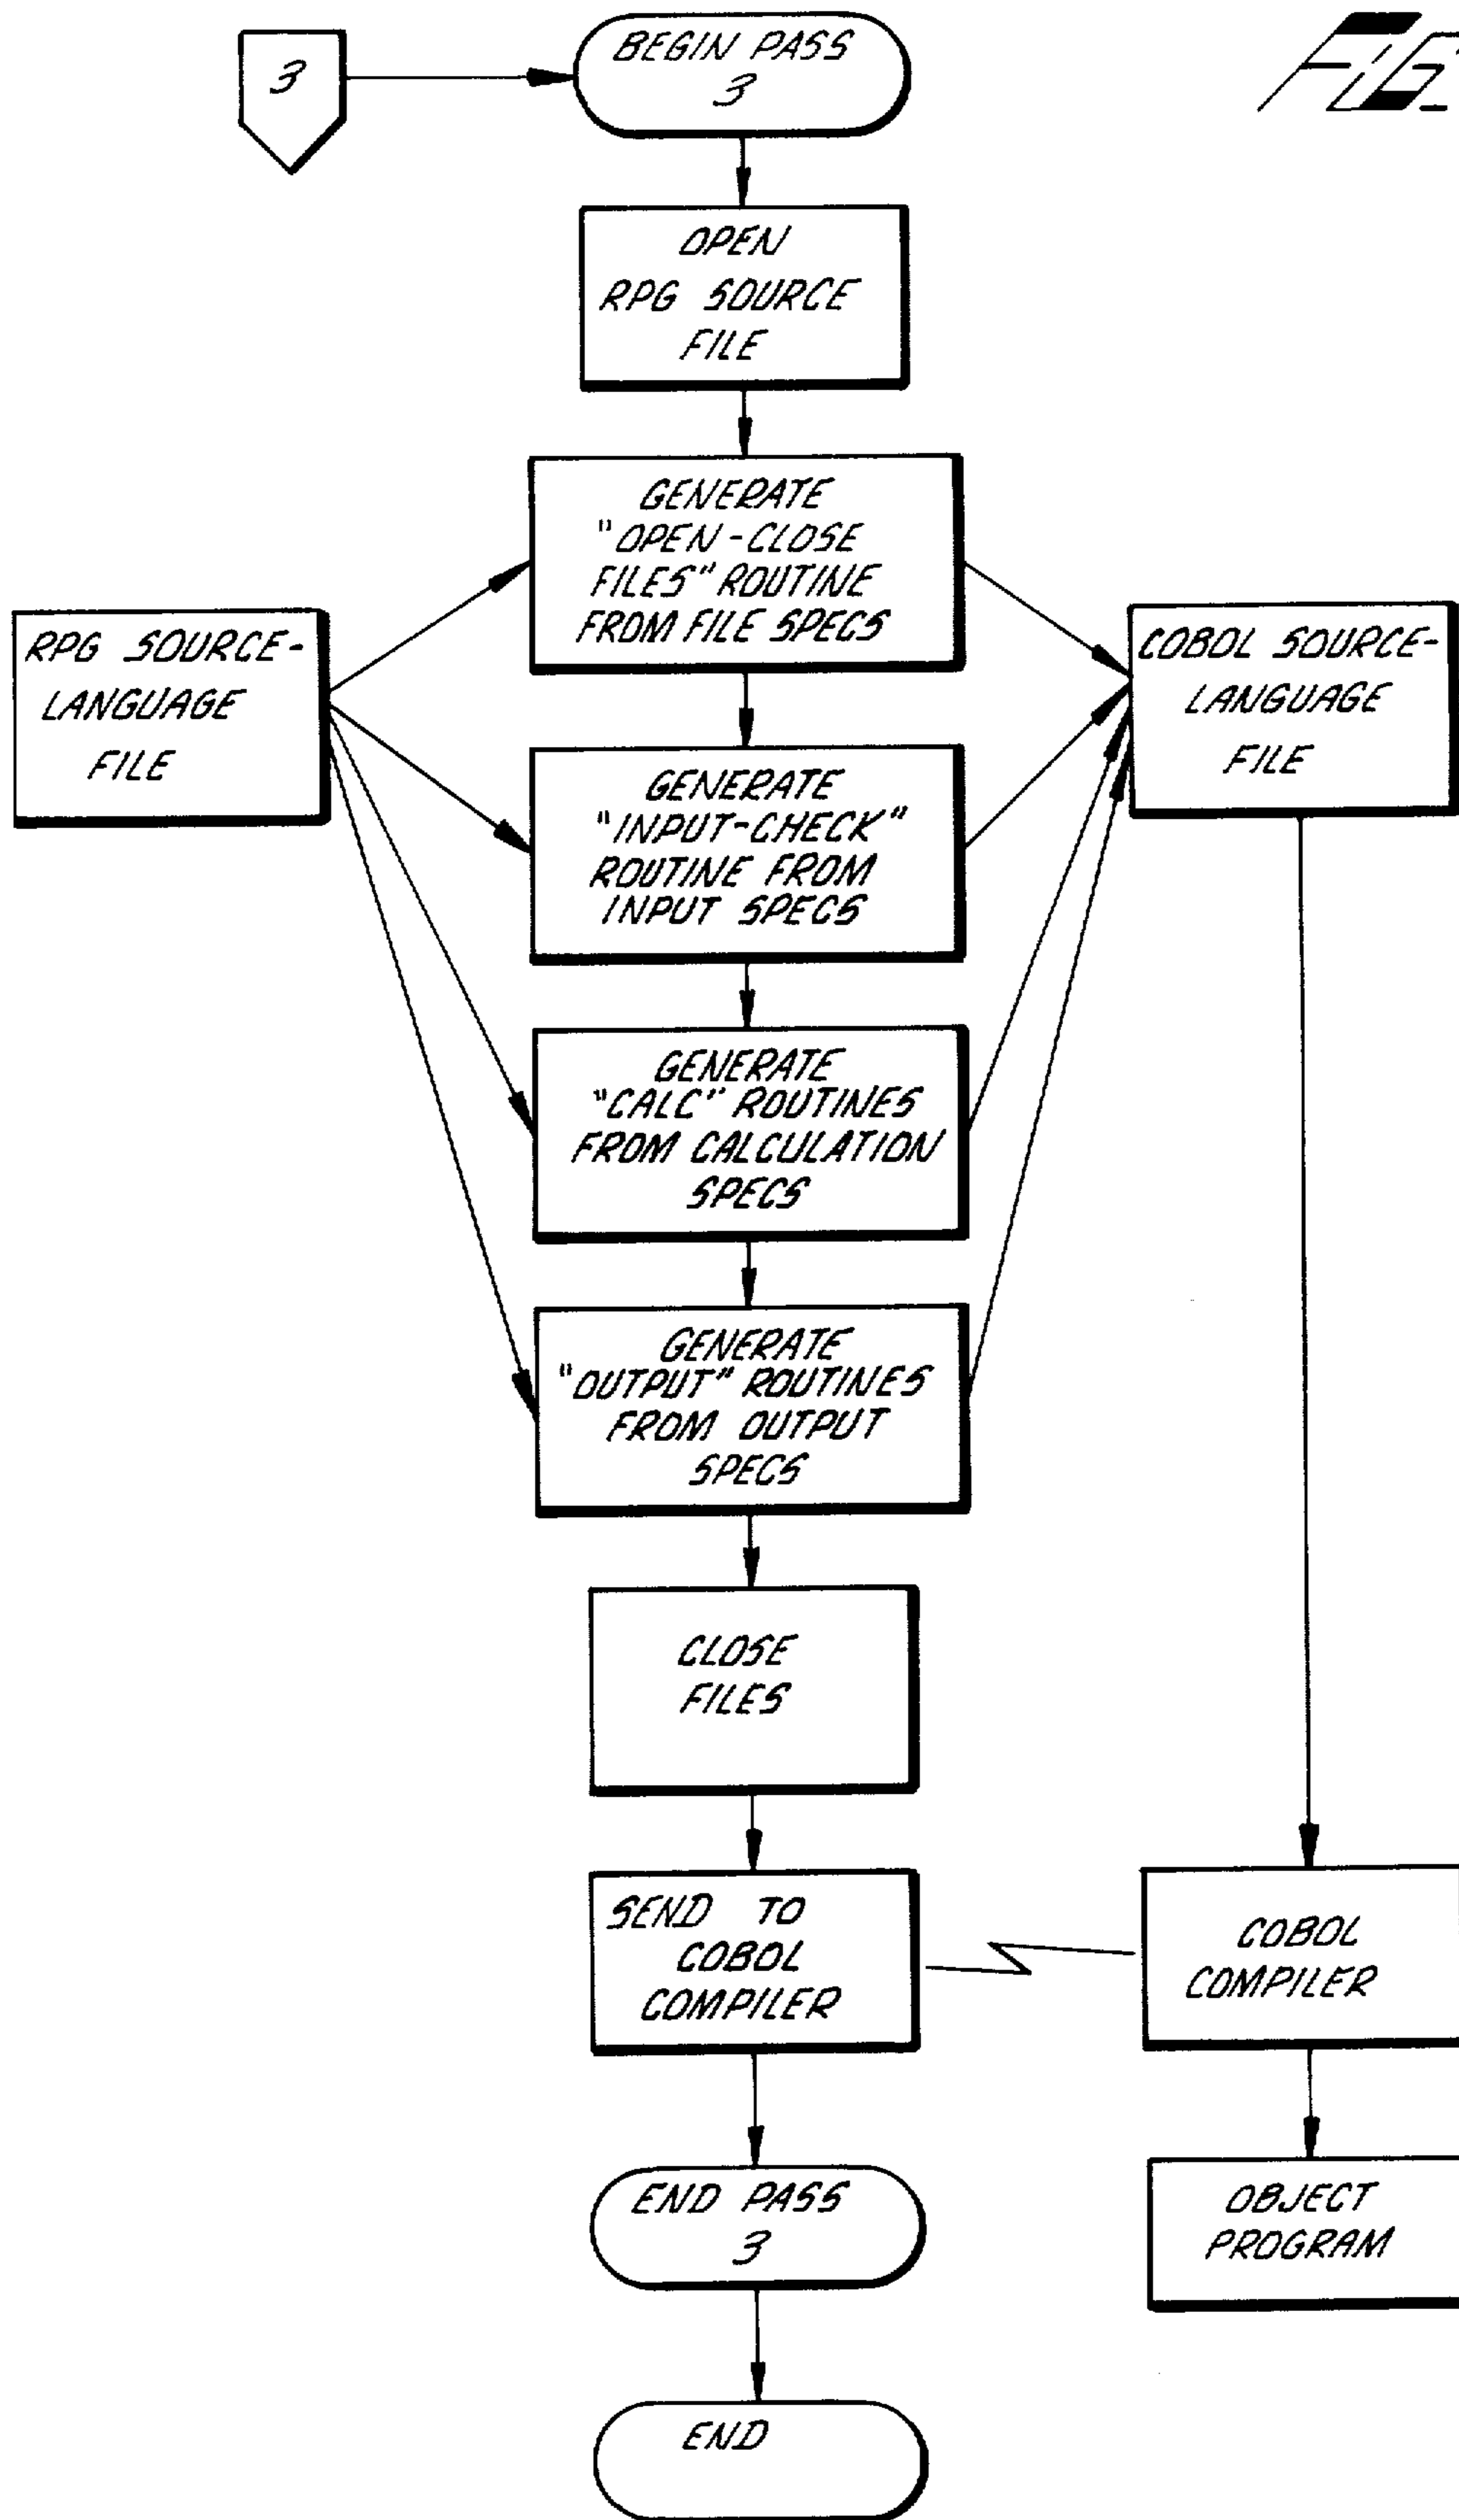 3
BEGIN PASS
3
FIG
OPEN
RPG SOURCE
FILE
GENERATE
"OPEN-CLOSE
FILES" ROUTINE
FROM FILE SPECS
RPG SOURCE-
LANGUAGE
FILE
COBOL SOURCE-
LANGUAGE
FILE
GENERATE
"INPUT-CHECK"
ROUTINE FROM
INPUT SPECS
GENERATE
"CALC" ROUTINES
FROM CALCULATION
SPECS
GENERATE
"OUTPUT" ROUTINES
FROM OUTPUT
SPECS
CLOSE
FILES
SEND TO
COBOL
COMPILER
COBOL
COMPILER
END PASS
3
OBJECT
PROGRAM
END